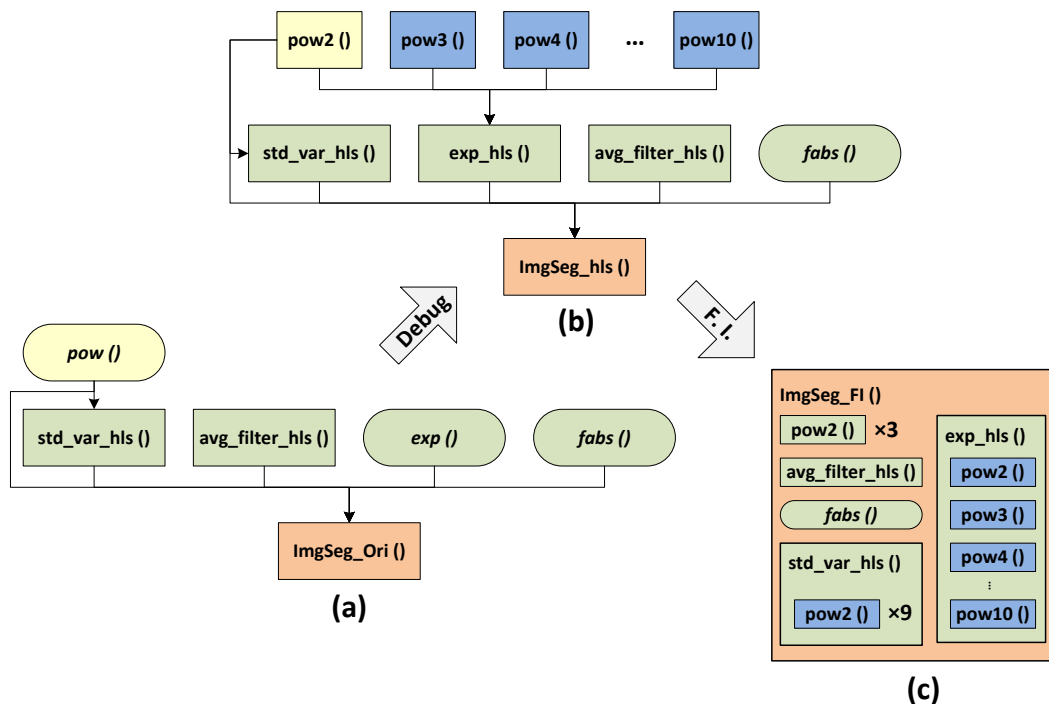 pow2 ()
pow3 ()
pow4 ()
...
pow10 ()
std_var_hls ()
exp_hls ()
avg_filter_hls ()
fabs ()
ImgSeg_hls ()
(b)
Debug
F. I.
pow ()
std_var_hls ()
avg_filter_hls ()
exp ()
fabs ()
ImgSeg_Ori ()
(a)
ImgSeg_FI ()
pow2 () ×3
avg_filter_hls ()
fabs ()
std_var_hls ()
pow2 () ×9
exp_hls ()
pow2 ()
pow3 ()
pow4 ()
...
pow10 ()
(c)